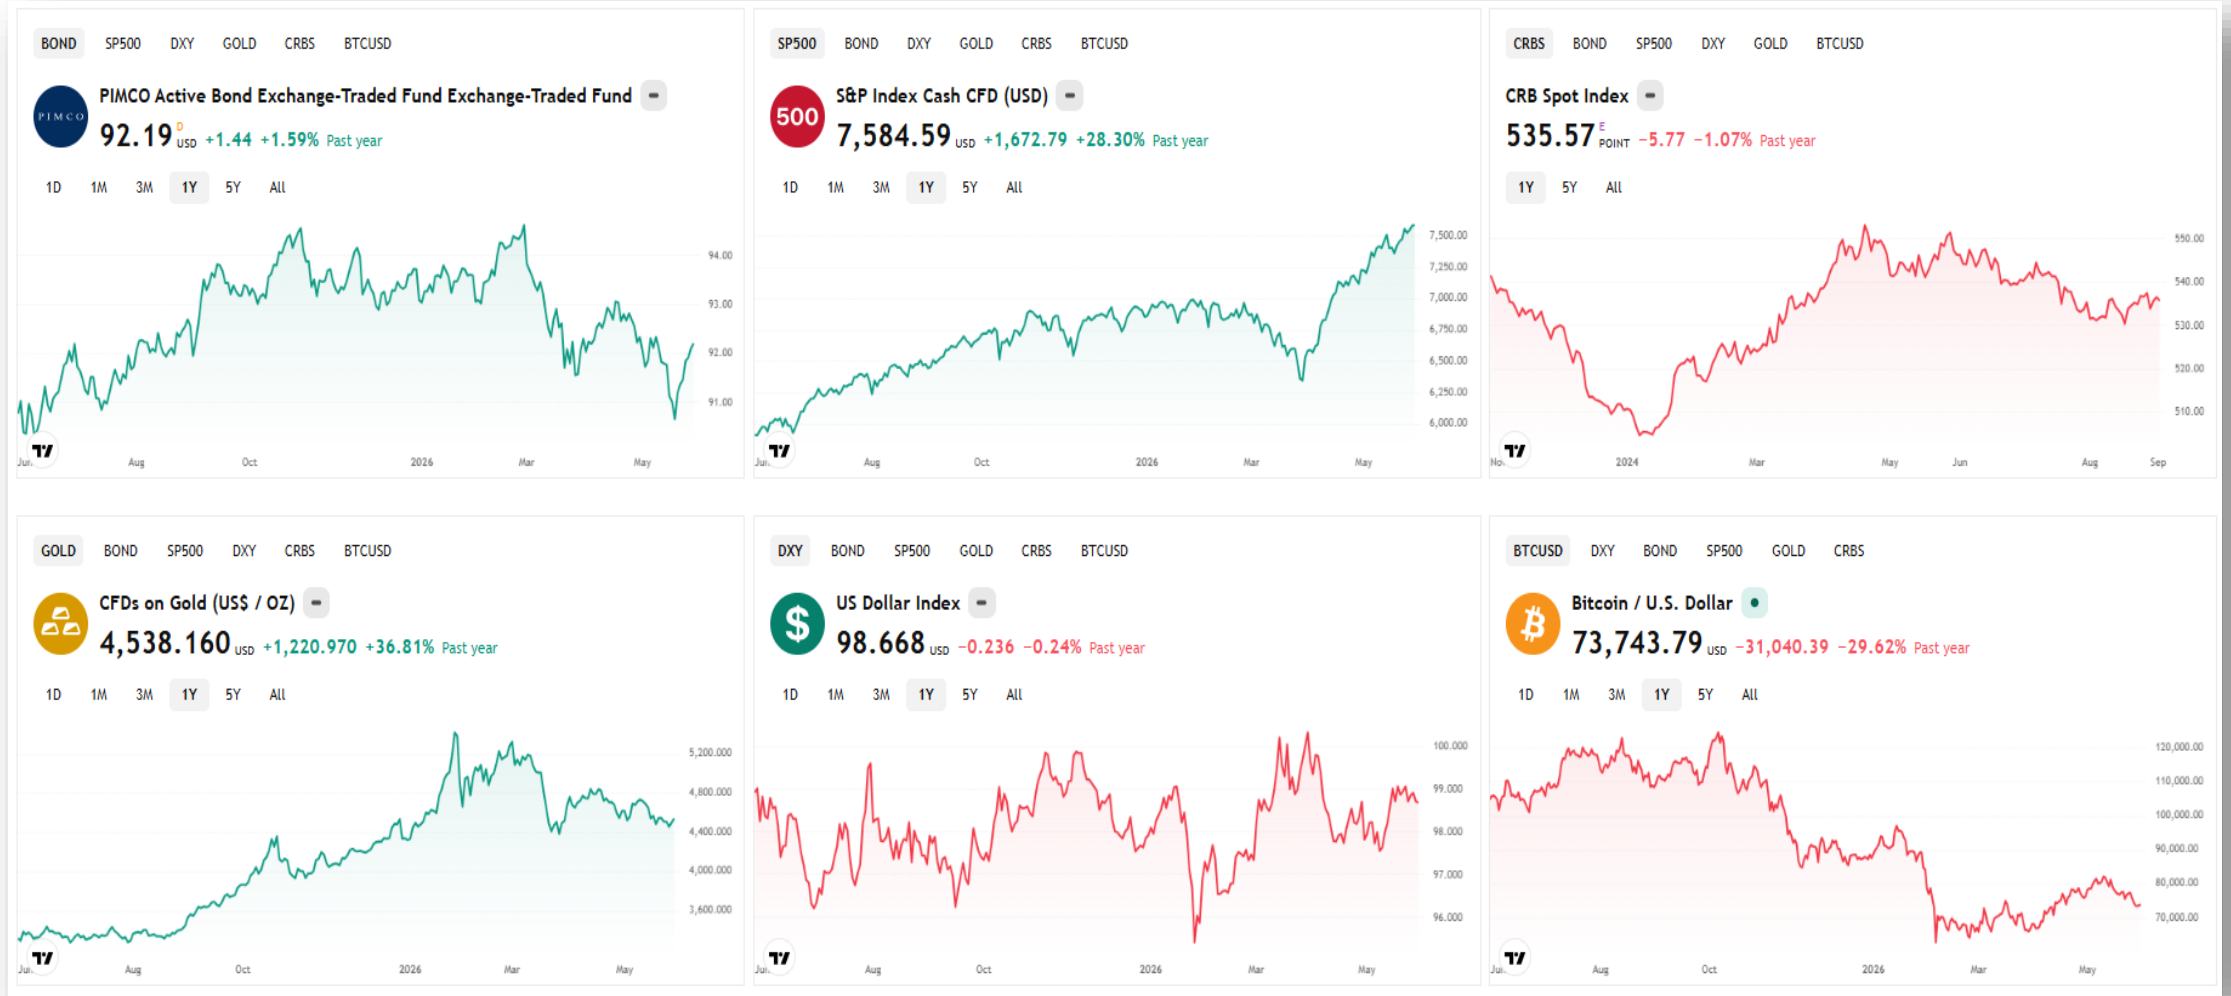 BOND SP500 DXY GOLD CRBS BTCUSD
PIMCO
PIMCO Active Bond Exchange-Traded Fund Exchange-Traded Fund
92.19 D USD +1.44 +1.59% Past year
1D 1M 3M 1Y 5Y All
94.00
93.00
92.00
91.00
Aug Oct 2026 Mar May
SP500 BOND DXY GOLD CRBS BTCUSD
500
S&P Index Cash CFD (USD)
7,584.59 USD +1,672.79 +28.30% Past year
1D 1M 3M 1Y 5Y All
7,500.00
7,250.00
7,000.00
6,750.00
6,500.00
6,250.00
6,000.00
Aug Oct 2026 Mar May
CRBS BOND SP500 DXY GOLD BTCUSD
CRB Spot Index
535.57 E POINT −5.77 −1.07% Past year
1Y 5Y All
550.00
540.00
530.00
520.00
510.00
2024 Mar May Jun Aug Sep
GOLD BOND SP500 DXY CRBS BTCUSD
CFDs on Gold (US$ / OZ)
4,538.160 USD +1,220.970 +36.81% Past year
1D 1M 3M 1Y 5Y All
5,200.000
4,800.000
4,400.000
4,000.000
3,600.000
Aug Oct 2026 Mar May
DXY BOND SP500 GOLD CRBS BTCUSD
$
US Dollar Index
98.668 USD −0.236 −0.24% Past year
1D 1M 3M 1Y 5Y All
100.000
99.000
98.000
97.000
96.000
Aug Oct 2026 Mar May
BTCUSD DXY BOND SP500 GOLD CRBS
Bitcoin / U.S. Dollar
73,743.79 USD −31,040.39 −29.62% Past year
1D 1M 3M 1Y 5Y All
120,000.00
110,000.00
100,000.00
90,000.00
80,000.00
70,000.00
Aug Oct 2026 Mar May